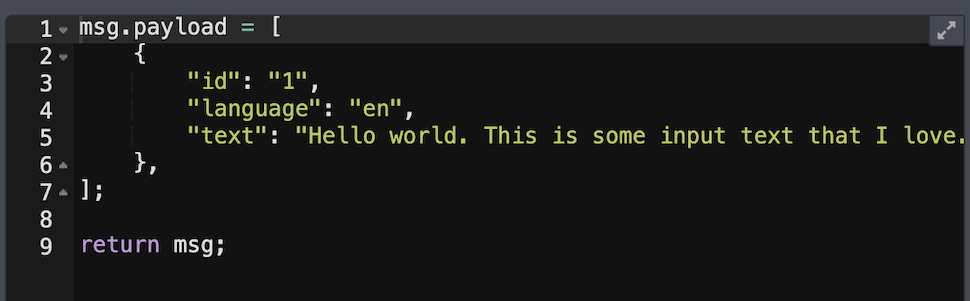 1 msg.payload = [
2 {
3 "id": "1",
4 "language": "en",
5 "text": "Hello world. This is some input text that I love.
6 },
7 ];
8
9 return msg;